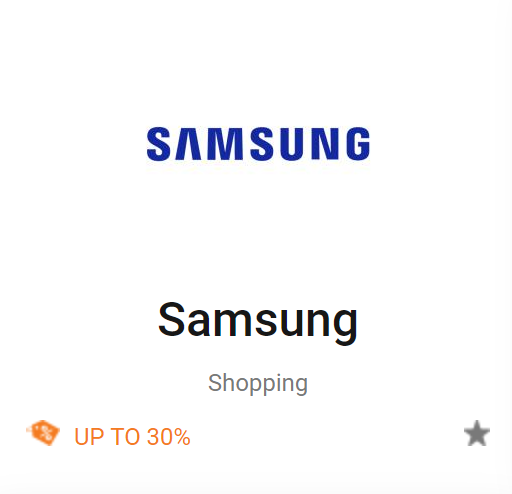 SAMSUNG
Samsung
Shopping
UP TO 30%